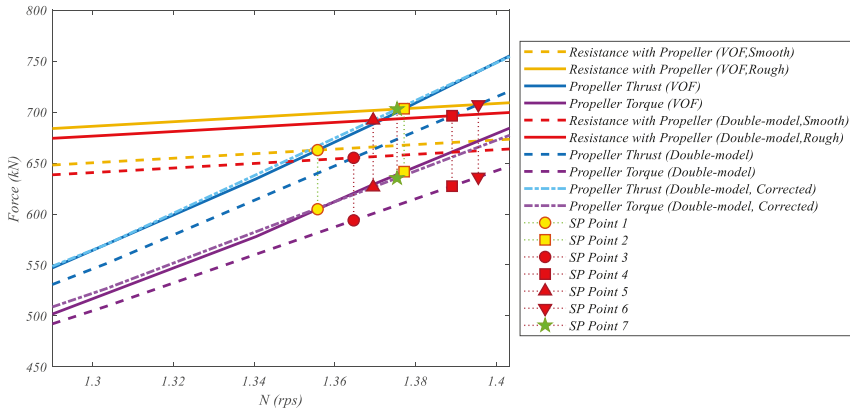 800
750
700
650
600
550
500
450
Force (kN)
1.3
1.32
1.34
1.36
1.38
1.4
N (rps)
Resistance with Propeller (VOF,Smooth)
Resistance with Propeller (VOF,Rough)
Propeller Thrust (VOF)
Propeller Torque (VOF)
Resistance with Propeller (Double-model,Smooth)
Resistance with Propeller (Double-model,Rough)
Propeller Thrust (Double-model)
Propeller Torque (Double-model)
Propeller Thrust (Double-model, Corrected)
Propeller Torque (Double-model, Corrected)
SP Point 1
SP Point 2
SP Point 3
SP Point 4
SP Point 5
SP Point 6
SP Point 7